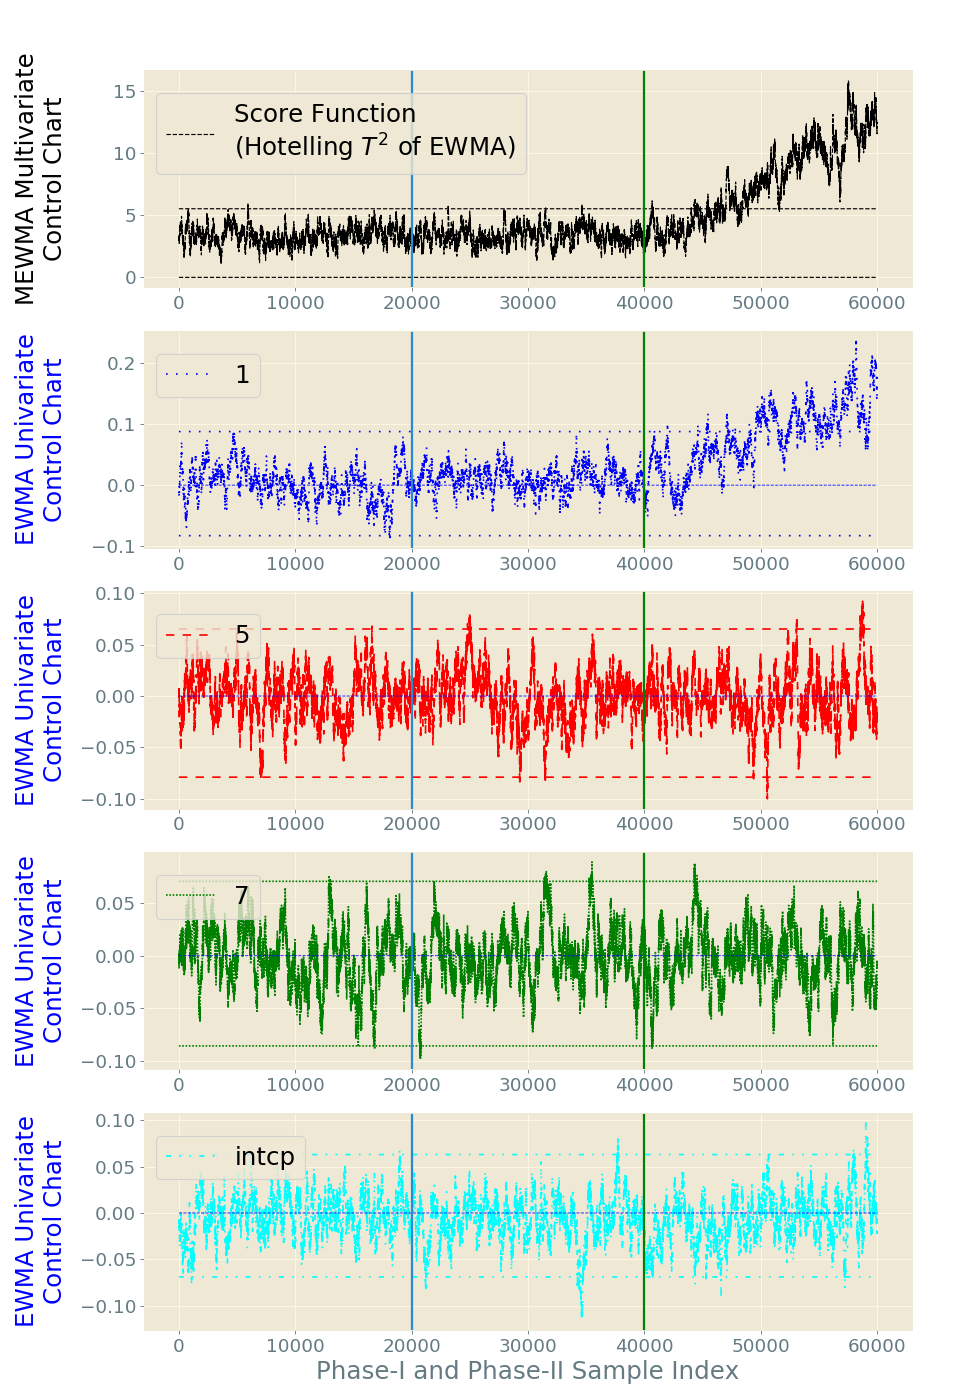 MEWMA Multivariate
Control Chart
Score Function
(Hotelling T² of EWMA)
15
10
5
0
0 10000 20000 30000 40000 50000 60000
EWMA Univariate
Control Chart
1
0.2
0.1
0.0
−0.1
0 10000 20000 30000 40000 50000 60000
EWMA Univariate
Control Chart
5
0.10
0.05
0.00
−0.05
−0.10
0 10000 20000 30000 40000 50000 60000
EWMA Univariate
Control Chart
7
0.05
0.00
−0.05
−0.10
0 10000 20000 30000 40000 50000 60000
EWMA Univariate
Control Chart
intcp
0.10
0.05
0.00
−0.05
−0.10
0 10000 20000 30000 40000 50000 60000
Phase-I and Phase-II Sample Index